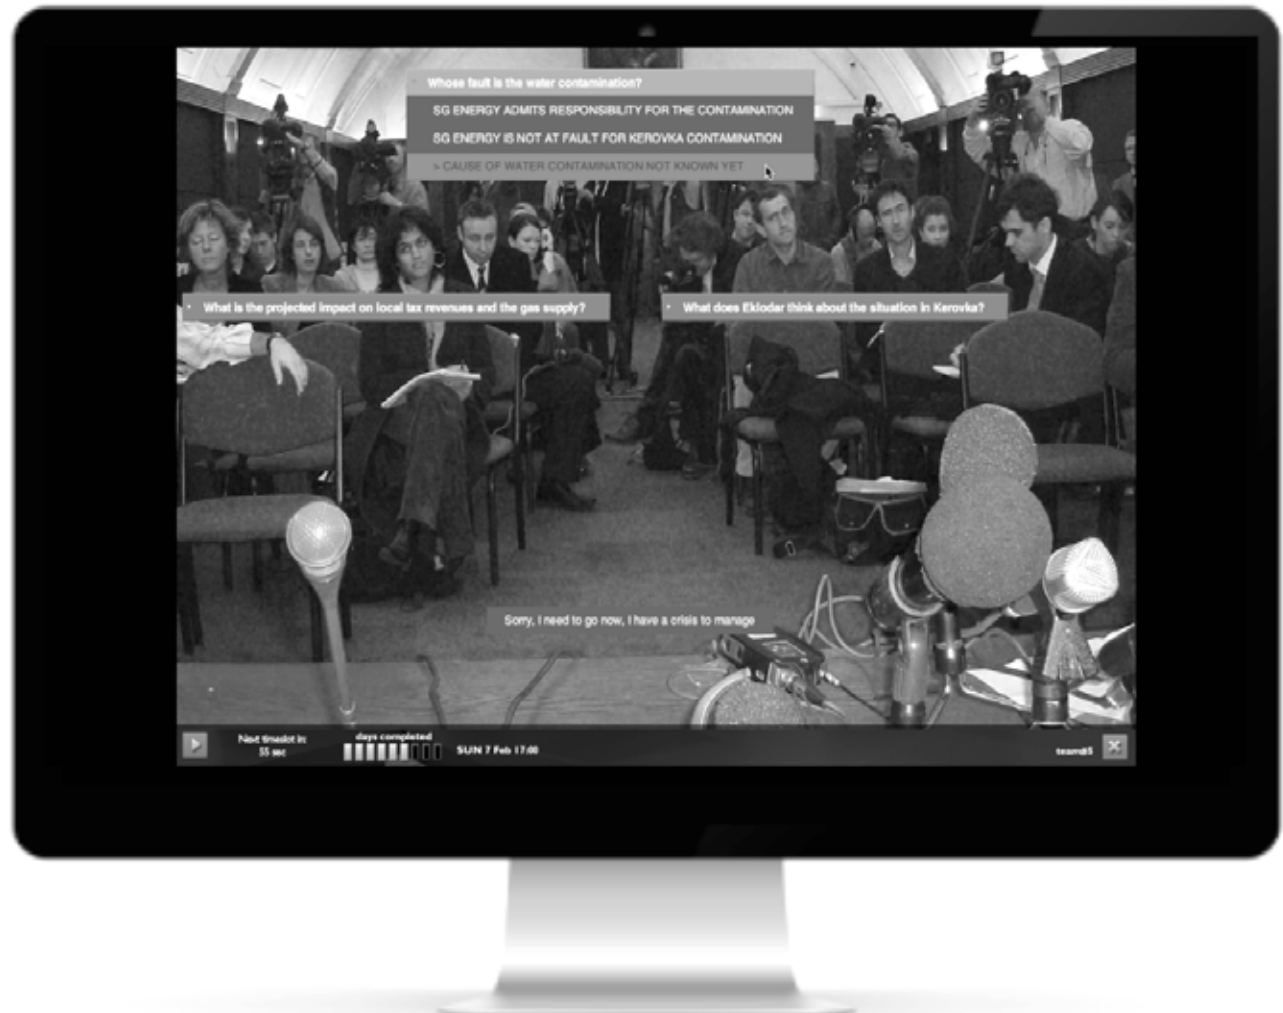 Whose fault is the water contamination?
SG ENERGY ADMITS RESPONSIBILITY FOR THE CONTAMINATION
SG ENERGY IS NOT AT FAULT FOR KEROVKA CONTAMINATION
> CAUSE OF WATER CONTAMINATION NOT KNOWN YET
What is the projected impact on local tax revenues and the gas supply?
What does Eklodar think about the situation in Kerovka?
Sorry, I need to go now, I have a crisis to manage
Next timeslot in:
55 sec
days completed
SUN 7 Feb 17:00
team85